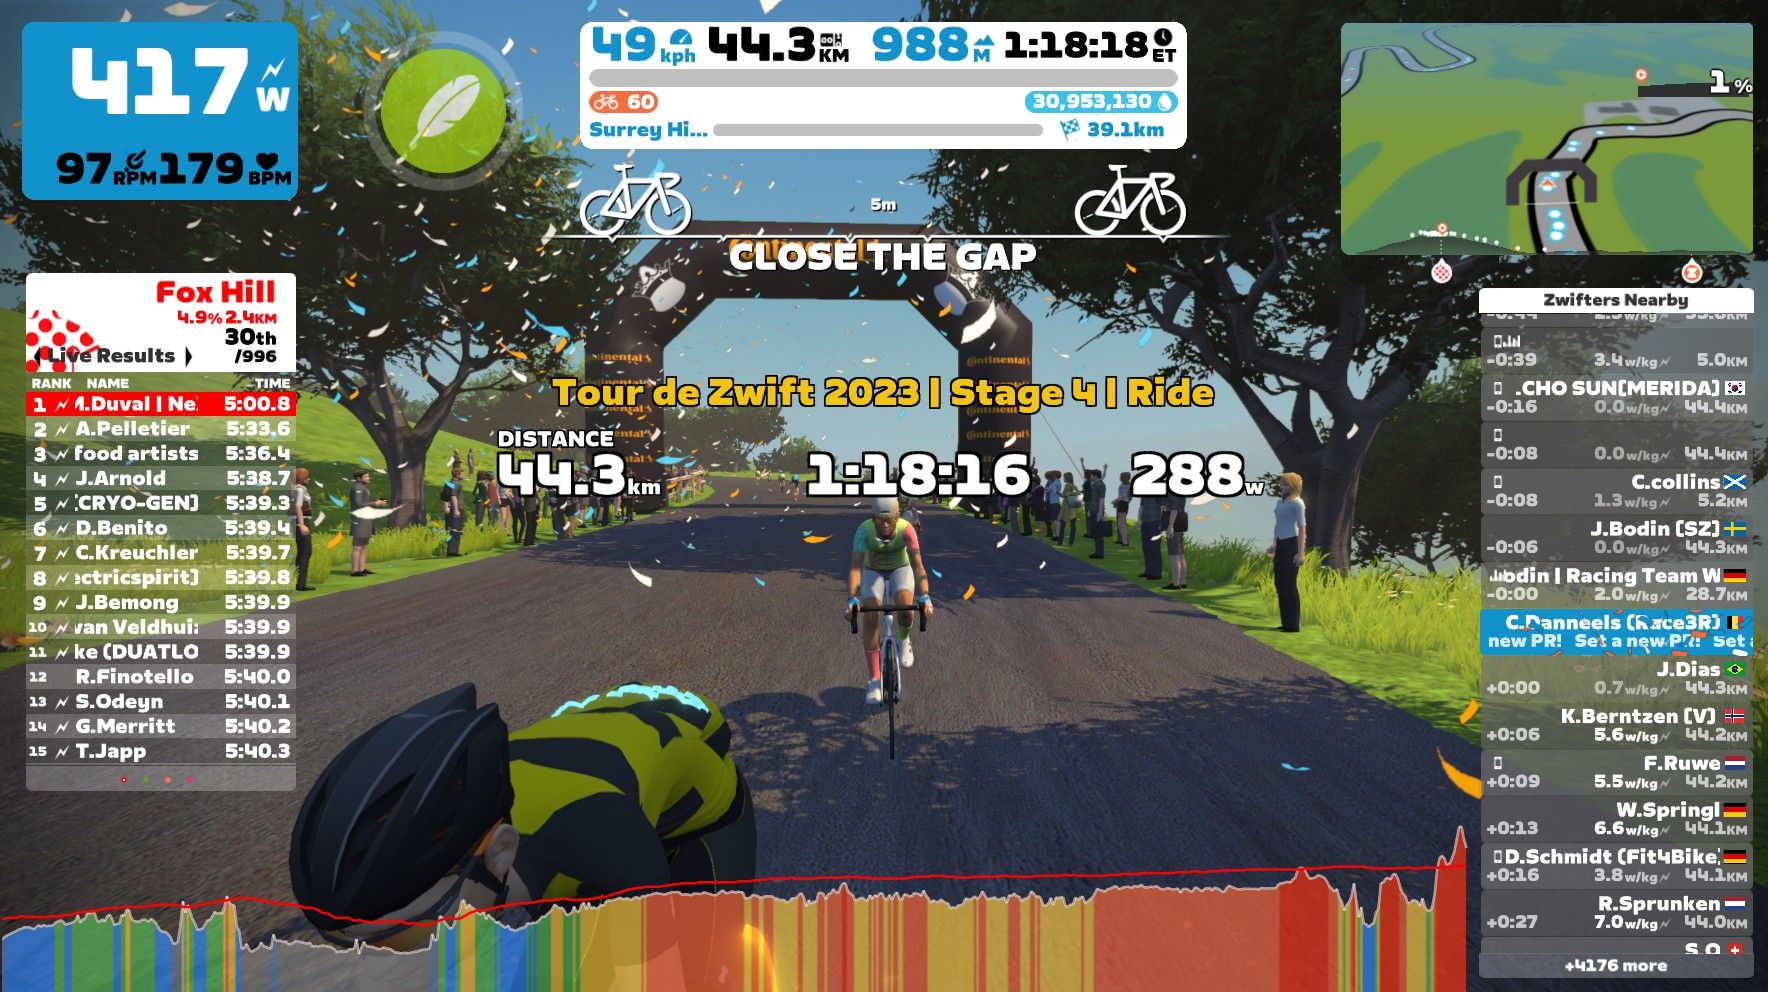 417 W
97 RPM 179 BPM
49 kph 44.3 KM 988 M 1:18:18 ET
60
30,953,130
Surrey Hi... 39.1km
1 %
5m
CLOSE THE GAP
Continental
Continental
Continental
Tour de Zwift 2023 | Stage 4 | Ride
DISTANCE
44.3 km 1:18:16 288 w
Fox Hill
4.9% 2.4KM
30th
/996
Live Results
RANK NAME TIME
1 M.Duval | Ne 5:00.8
2 A.Pelletier 5:33.6
3 food artists 5:36.4
4 J.Arnold 5:38.7
5 [CRYO-GEN] 5:39.3
6 D.Benito 5:39.4
7 C.Kreuchler 5:39.7
8 ectricspirit] 5:39.8
9 J.Bemong 5:39.9
10 van Veldhui 5:39.9
11 ke (DUATLO 5:39.9
12 R.Finotello 5:40.0
13 S.Odeyn 5:40.1
14 G.Merritt 5:40.2
15 T.Japp 5:40.3
Zwifters Nearby
-0:39 3.4w/kg 5.0KM
.CHO SUN[MERIDA]
-0:16 0.0w/kg 44.4KM
-0:08 0.0w/kg 44.4KM
C.collins
-0:08 1.3w/kg 5.2KM
J.Bodin (SZ)
-0:06 0.0w/kg 44.3KM
odin | Racing Team W
-0:00 2.0w/kg 28.7KM
C.Danneels (Race3R)
new PR! Set a new PR! Set a
J.Dias
+0:00 0.7w/kg 44.3KM
K.Berntzen (V)
+0:06 5.6w/kg 44.2KM
F.Ruwe
+0:09 5.5w/kg 44.2KM
W.Springl
+0:13 6.6w/kg 44.1KM
D.Schmidt (Fit4Bike)
+0:16 3.8w/kg 44.1KM
R.Sprunken
+0:27 7.0w/kg 44.0KM
+4176 more